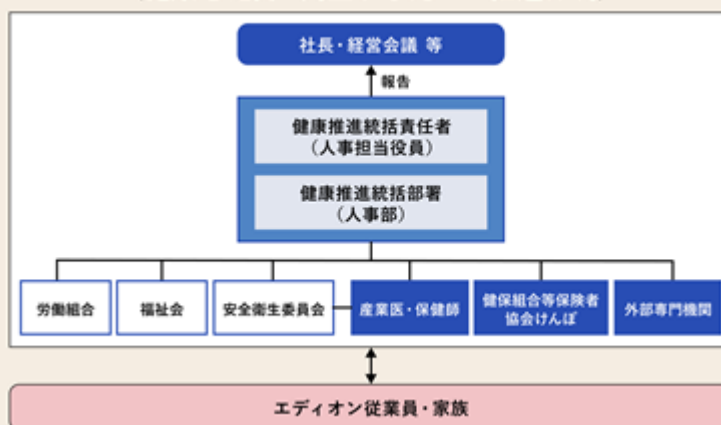 社長・経営会議 等
報告
健康推進統括責任者
（人事担当役員）
健康推進統括部署
（人事部）
労働組合
福祉会
安全衛生委員会
産業医・保健師
健保組合等保険者
協会けんぽ
外部専門機関
エディオン従業員・家族